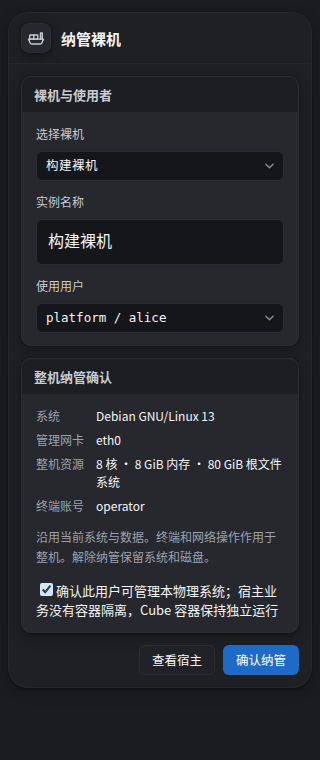 纳管裸机
裸机与使用者
选择裸机
构建裸机
实例名称
构建裸机
使用用户
platform / alice
整机纳管确认
系统 Debian GNU/Linux 13
管理网卡 eth0
整机资源 8 核 · 8 GiB 内存 · 80 GiB 根文件
系统
终端账号 operator
沿用当前系统与数据。终端和网络操作作用于
整机。解除纳管保留系统和磁盘。
确认此用户可管理本物理系统；宿主业
务没有容器隔离，Cube 容器保持独立运行
查看宿主 确认纳管